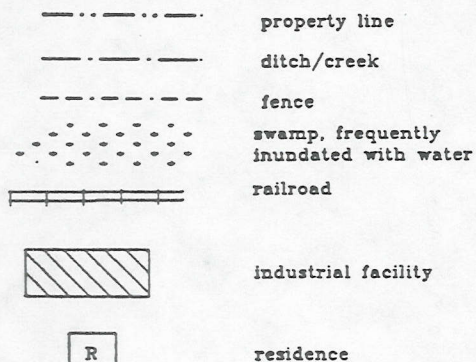 property line
ditch/creek
fence
swamp, frequently
inundated with water
railroad
industrial facility
R residence